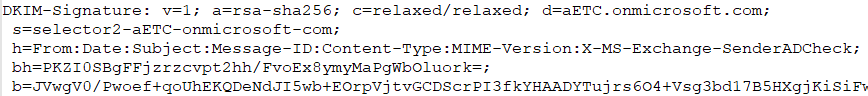 DKIM-Signature: v=1; a=rsa-sha256; c=relaxed/relaxed; d=aETC.onmicrosoft.com;
s=selector2-aETC-onmicrosoft-com;
h=From:Date:Subject:Message-ID:Content-Type:MIME-Version:X-MS-Exchange-SenderADCheck;
bh=PKZI0SBgFFjzrzcvpt2hh/FvoEx8ymyMaPgWbOluork=;
b=JVwgV0/Pwoef+qoUhEKQDeNdJI5wb+EOrpVjtvGCDScrPI3fkYHAADYTujrs6O4+Vsg3bd17B5HXgjKiSiFw